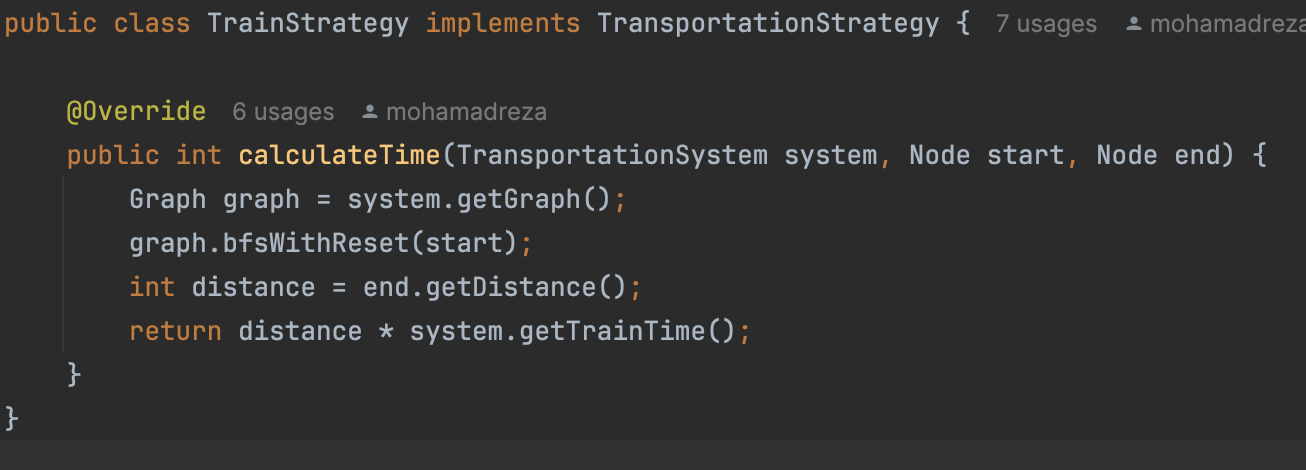 public class TrainStrategy implements TransportationStrategy { 7 usages mohamadreza
@Override 6 usages mohamadreza
public int calculateTime(TransportationSystem system, Node start, Node end) {
Graph graph = system.getGraph();
graph.bfsWithReset(start);
int distance = end.getDistance();
return distance * system.getTrainTime();
}
}